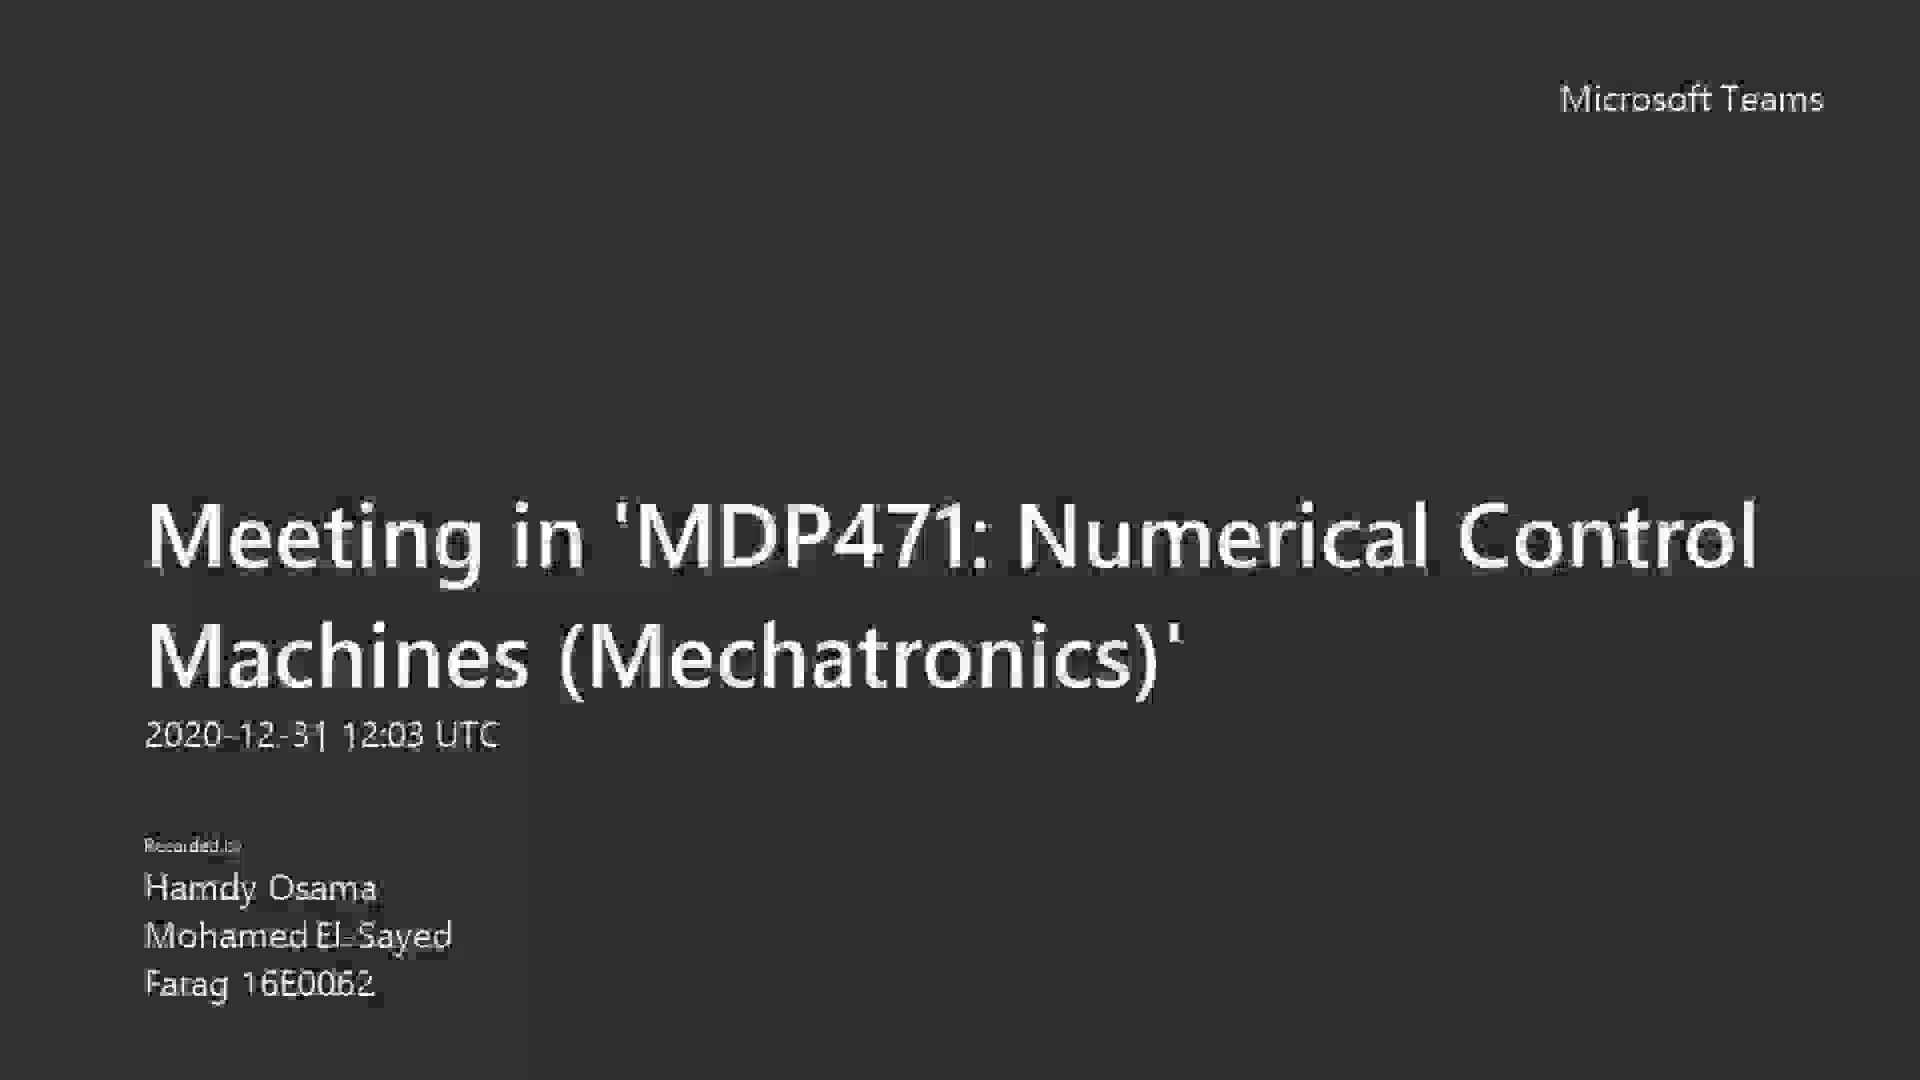 Microsoft Teams
Meeting in 'MDP471: Numerical Control
Machines (Mechatronics)'
2020-12-31 12:03 UTC
Recorded by
Hamdy Osama
Mohamed El-Sayed
Farag 16E0062